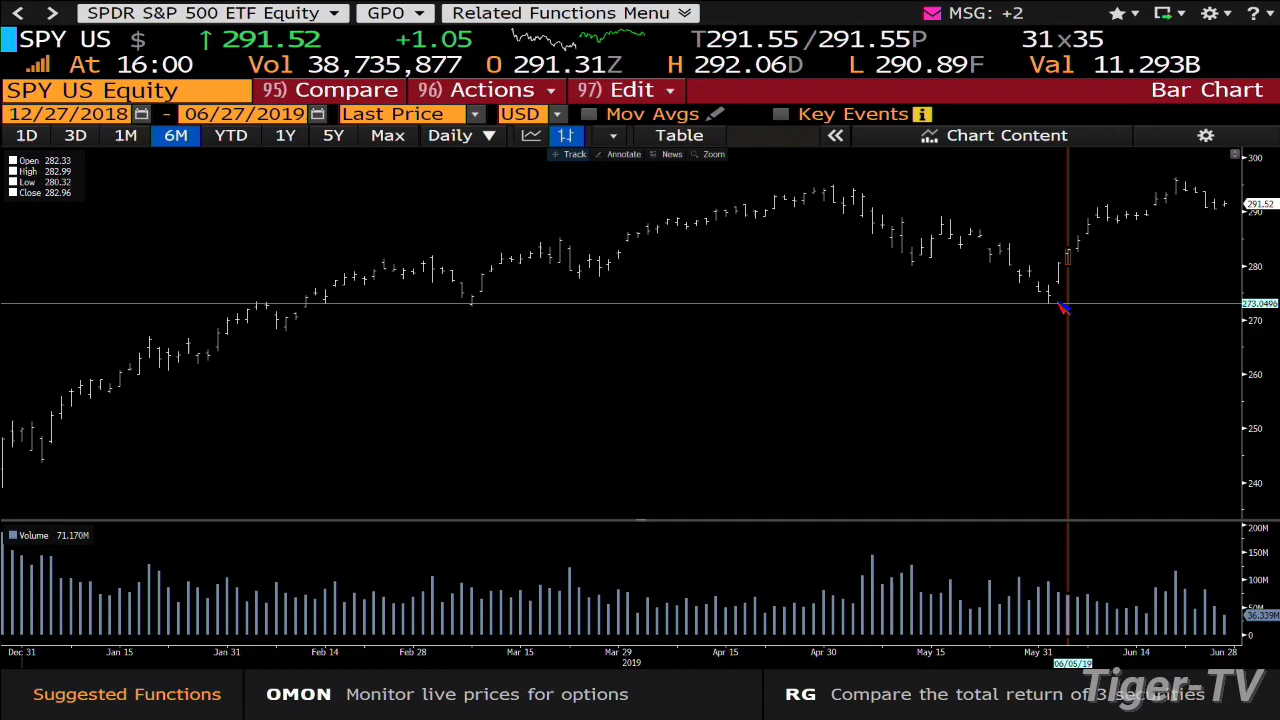 SPDR S&P 500 ETF Equity GPO Related Functions Menu MSG: +2 ?
SPY US $ ↑ 291.52 +1.05 T291.55/291.55P 31x35
At 16:00 Vol 38,735,877 O 291.31Z H 292.06D L 290.89F Val 11.293B
SPY US Equity 95) Compare 96) Actions 97) Edit Bar Chart
12/27/2018 - 06/27/2019 Last Price USD Mov Avgs Key Events i
1D 3D 1M 6M YTD 1Y 5Y Max Daily ▼ Table « Chart Content
Track Annotate News Zoom
Open 282.33
High 282.99
Low 280.32
Close 282.96
300
291.52
290
280
273.0496
270
260
250
240
Volume 71.170M
200M
150M
100M
50M
36.339M
0
Dec 31 Jan 15 Jan 31 Feb 14 Feb 28 Mar 15 Mar 29 Apr 15 Apr 30 May 15 May 31 Jun 14 Jun 28
2019 06/05/19
Suggested Functions OMON Monitor live prices for options RG Compare the total return of 3 securities
Tiger-TV